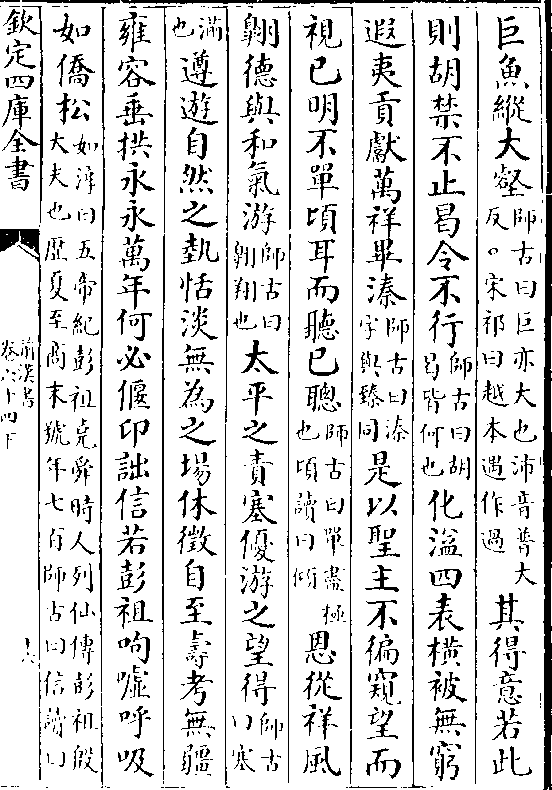 巨魚縱大壑師古曰巨亦大也沛音普大反○宋祁曰越本遇作過其得意若此
則胡禁不止曷令不行師古曰胡曷皆何也化溢四表橫被無窮
遐夷貢獻萬祥畢溱師古曰溱字與臻同是以聖主不徧窺望而
視已明不單頃耳而聽已聰師古曰單盡極也頃讀曰傾恩從祥風
翺德與和氣游師古曰翺翔也太平之責塞優游之望得師古曰塞
滿也遵遊自然之埶恬淡無為之場休徵自至壽考無疆
雍容垂拱永永萬年何必偃卬詘信若彭祖呴噓呼吸
如僑松如淳曰五帝紀彭祖堯舜時人列仙傳彭祖殷大夫也歷夏至商末號年七百師古曰信讀曰
欽定四庫全書
前漢書
卷六十四下